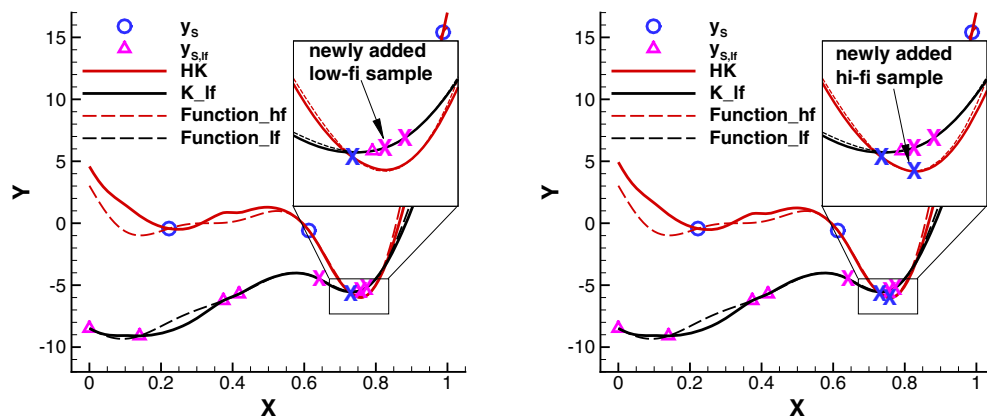 y_S
y_S,lf
HK
K_lf
Function_hf
Function_lf
newly added
low-fi sample
15
10
5
0
-5
-10
Y
0
0.2
0.4
0.6
0.8
1
X
y_S
y_S,lf
HK
K_lf
Function_hf
Function_lf
newly added
hi-fi sample
15
10
5
0
-5
-10
Y
0
0.2
0.4
0.6
0.8
1
X